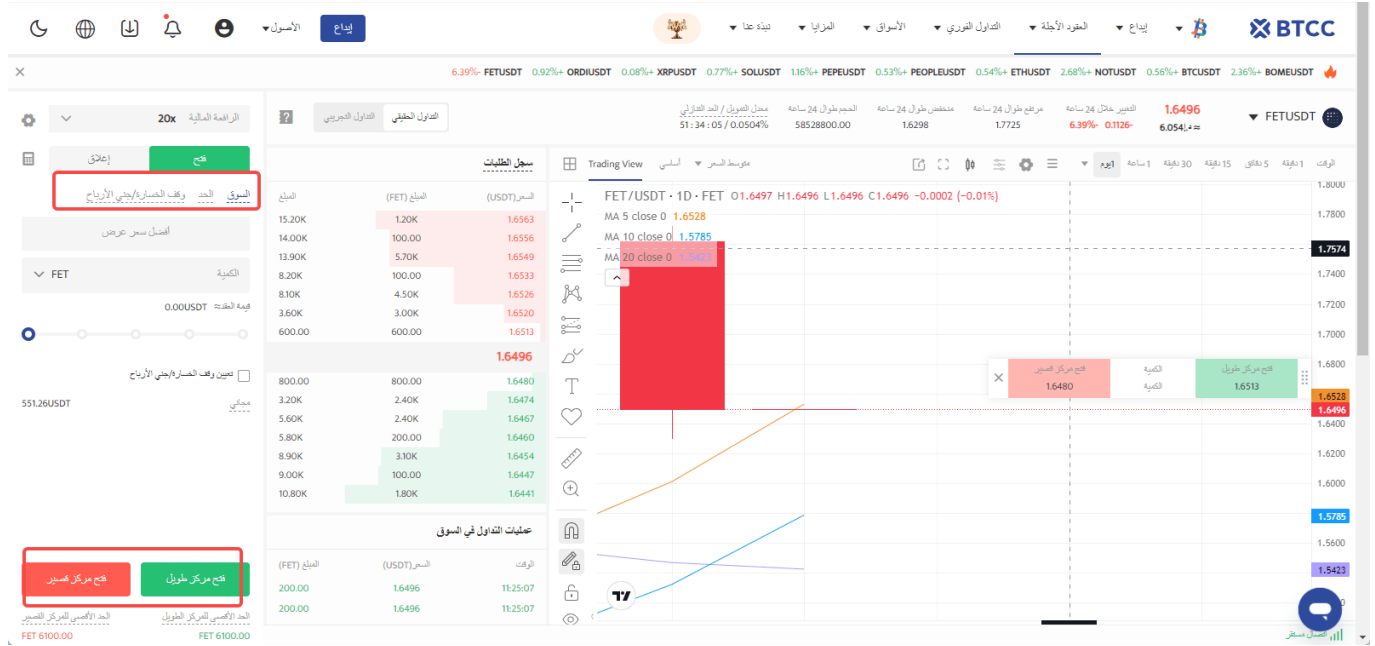 BTCC
إيداع
العقود الآجلة
التداول الفوري
الأسواق
المزايا
نبذة عنا
إيداع
الأصول
BOMEUSDT +2.36%
BTCUSDT +0.56%
NOTUSDT +2.68%
ETHUSDT +0.54%
PEOPLEUSDT +0.53%
PEPEUSDT +1.16%
SOLUSDT +0.77%
XRPUSDT +0.08%
ORDIUSDT +0.92%
FETUSDT -6.39%
FETUSDT
1.6496
≈د.إ6.054
التغيير خلال 24 ساعة
-0.1126 -6.39%
مرتفع طوال 24 ساعة
1.7725
منخفض طوال 24 ساعة
1.6298
الحجم طوال 24 ساعة
58528800.00
معدل التمويل / العد التنازلي
0.0504% / 05 : 34 : 51
التداول الحقيقي
التداول التجريبي
الرافعة المالية 20x
الوقت 1 دقيقة 5 دقائق 15 دقيقة 30 دقيقة 1 ساعة 1يوم
متوسط السعر أساسي Trading View
FET/USDT · 1D · FET O1.6497 H1.6496 L1.6496 C1.6496 -0.0002 (-0.01%)
MA 5 close 0 1.6528
MA 10 close 0 1.5785
MA 20 close 0 1.5423
1.8000
1.7800
1.7574
1.7400
1.7200
1.7000
1.6800
1.6528
1.6496
1.6400
1.6200
1.6000
1.5785
1.5600
1.5423
فتح مركز طويل
1.6513
الكمية
الكمية
فتح مركز قصير
1.6480
اتصال مستقر
سجل الطلبات
السعر(USDT) المبلغ (FET) المبلغ
1.6563 1.20K 15.20K
1.6556 100.00 14.00K
1.6549 5.70K 13.90K
1.6533 100.00 8.20K
1.6526 4.50K 8.10K
1.6520 3.00K 3.60K
1.6513 600.00 600.00
1.6496
1.6480 800.00 800.00
1.6474 2.40K 3.20K
1.6467 2.40K 5.60K
1.6460 200.00 5.80K
1.6454 3.10K 8.90K
1.6447 100.00 9.00K
1.6441 1.80K 10.80K
عمليات التداول في السوق
الوقت السعر(USDT) المبلغ (FET)
11:25:07 1.6496 200.00
11:25:07 1.6496 200.00
فتح إغلاق
السوق الحد وقف الخسارة/جني الأرباح
أفضل سعر عرض
الكمية FET
قيمة العقد≈ 0.00USDT
تعيين وقف الخسارة/جني الأرباح
مجاني 551.26USDT
فتح مركز طويل فتح مركز قصير
الحد الأقصى للمركز الطويل الحد الأقصى للمركز القصير
FET 6100.00 FET 6100.00